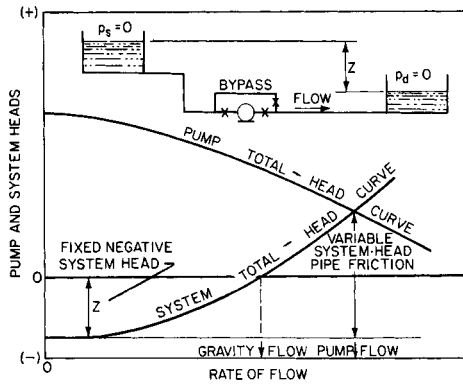 (+)
p_s=0
p_d=0
Z
BYPASS
FLOW
PUMP TOTAL - HEAD CURVE
SYSTEM TOTAL - HEAD CURVE
FIXED NEGATIVE
SYSTEM HEAD
VARIABLE
SYSTEM-HEAD
PIPE FRICTION
PUMP AND SYSTEM HEADS
0
Z
(-)
GRAVITY FLOW
PUMP FLOW
0
RATE OF FLOW